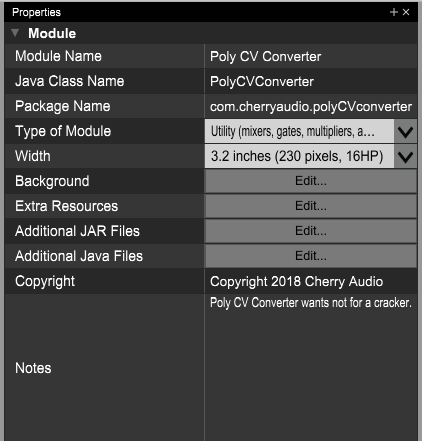 Properties
Module
Module Name Poly CV Converter
Java Class Name PolyCVConverter
Package Name com.cherryaudio.polyCVconverter
Type of Module Utility (mixers, gates, multipliers, a...
Width 3.2 inches (230 pixels, 16HP)
Background Edit...
Extra Resources Edit...
Additional JAR Files Edit...
Additional Java Files Edit...
Copyright Copyright 2018 Cherry Audio
Poly CV Converter wants not for a cracker.
Notes